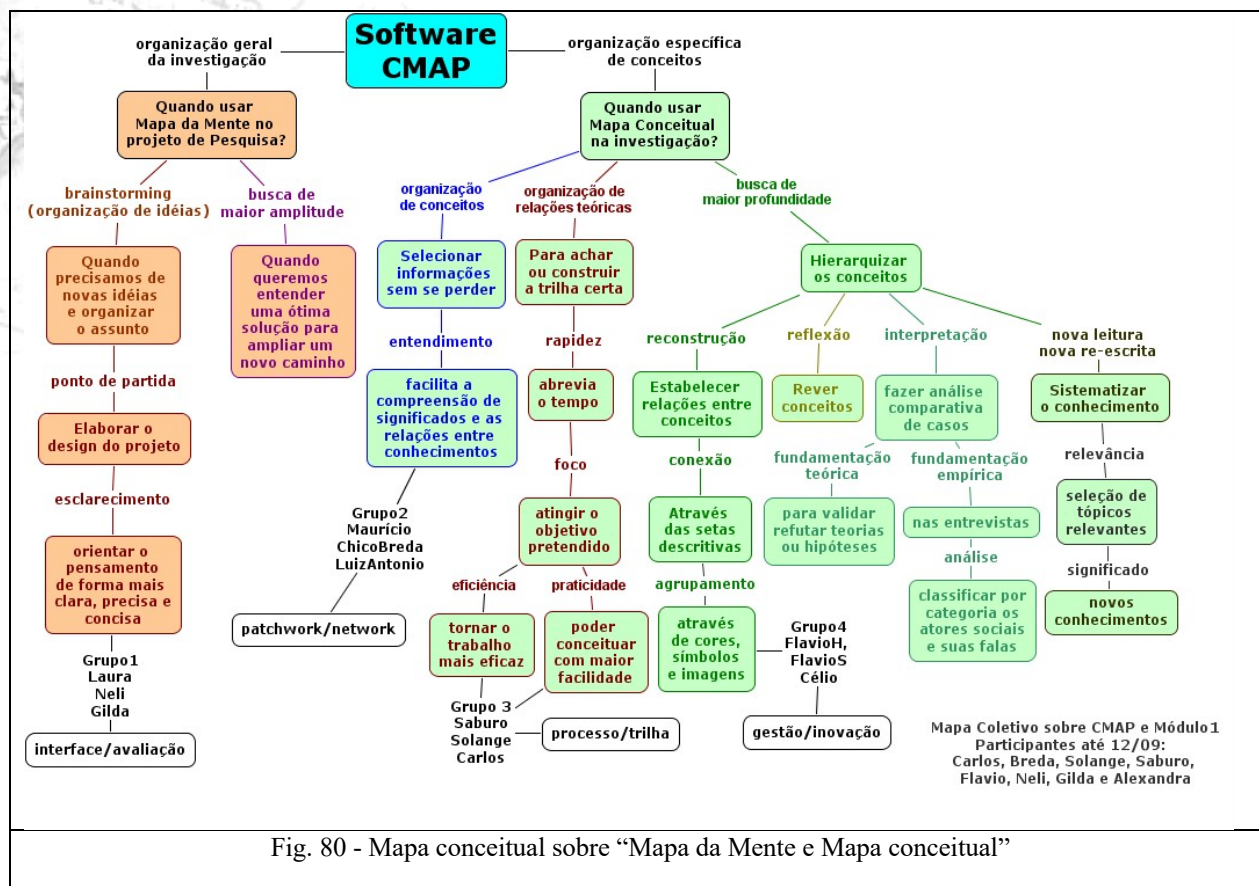 Software
CMAP
organização geral
da investigação
organização específica
de conceitos
Quando usar
Mapa da Mente no
projeto de Pesquisa?
Quando usar
Mapa Conceitual
na investigação?
brainstorming
(organização de idéias)
busca de
maior amplitude
organização
de conceitos
organização de
relações teóricas
busca de
maior profundidade
Quando
precisamos de
novas idéias
e organizar
o assunto
Quando
queremos
entender
uma ótima
solução para
ampliar um
novo caminho
Selecionar
informações
sem se perder
Para achar
ou construir
a trilha certa
Hierarquizar
os conceitos
ponto de partida
Elaborar o
design do projeto
esclarecimento
orientar o
pensamento
de forma mais
clara, precisa e
concisa
Grupo1
Laura
Neli
Gilda
interface/avaliação
entendimento
facilita a
compreensão de
significados e as
relações entre
conhecimentos
Grupo2
Maurício
ChicoBreda
LuizAntonio
patchwork/network
rapidez
abrevia
o tempo
foco
atingir o
objetivo
pretendido
eficiência
praticidade
tornar o
trabalho
mais eficaz
poder
conceituar
com maior
facilidade
Grupo 3
Saburo
Solange
Carlos
processo/trilha
reconstrução
Estabelecer
relações entre
conceitos
conexão
Através
das setas
descritivas
agrupamento
através
de cores,
símbolos
e imagens
Grupo4
FlavioH,
FlavioS
Célio
gestão/inovação
reflexão
Rever
conceitos
interpretação
fazer análise
comparativa
de casos
fundamentação
teórica
para validar
refutar teorias
ou hipóteses
fundamentação
empírica
nas entrevistas
análise
classificar por
categoria os
atores sociais
e suas falas
nova leitura
nova re-escrita
Sistematizar
o conhecimento
relevância
seleção de
tópicos
relevantes
significado
novos
conhecimentos
Mapa Coletivo sobre CMAP e Módulo1
Participantes até 12/09:
Carlos, Breda, Solange, Saburo,
Flavio, Neli, Gilda e Alexandra
Fig. 80 - Mapa conceitual sobre “Mapa da Mente e Mapa conceitual”